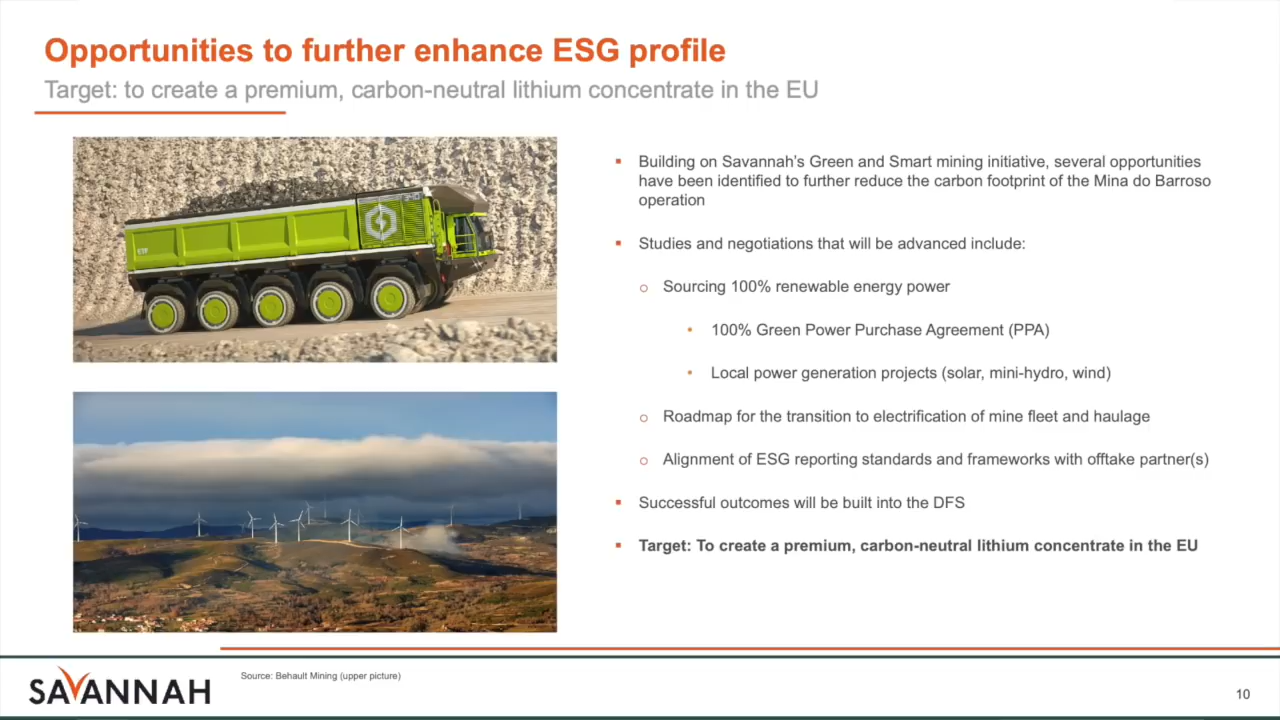 Opportunities to further enhance ESG profile
Target: to create a premium, carbon-neutral lithium concentrate in the EU
▪ Building on Savannah's Green and Smart mining initiative, several opportunities
have been identified to further reduce the carbon footprint of the Mina do Barroso
operation
▪ Studies and negotiations that will be advanced include:
o Sourcing 100% renewable energy power
• 100% Green Power Purchase Agreement (PPA)
• Local power generation projects (solar, mini-hydro, wind)
o Roadmap for the transition to electrification of mine fleet and haulage
o Alignment of ESG reporting standards and frameworks with offtake partner(s)
▪ Successful outcomes will be built into the DFS
▪ Target: To create a premium, carbon-neutral lithium concentrate in the EU
SAVANNAH
Source: Behault Mining (upper picture)
10